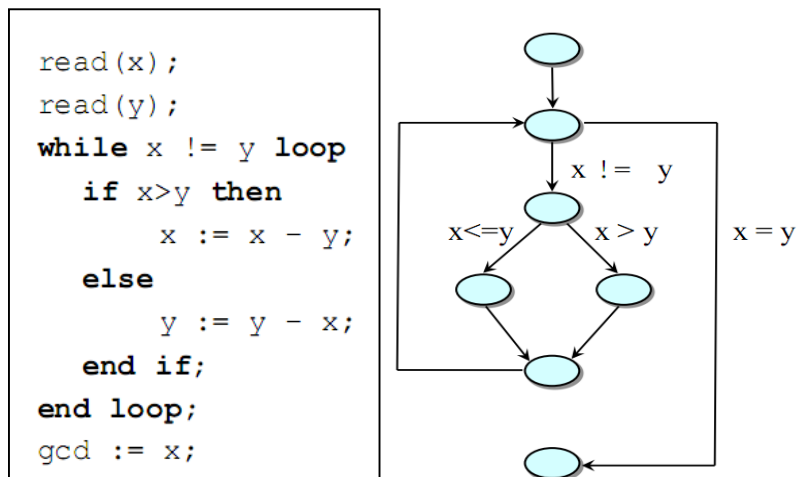 read(x);
read(y);
while x != y loop
if x>y then
x := x - y;
else
y := y - x;
end if;
end loop;
gcd := x;
x != y
x<=y
x > y
x = y